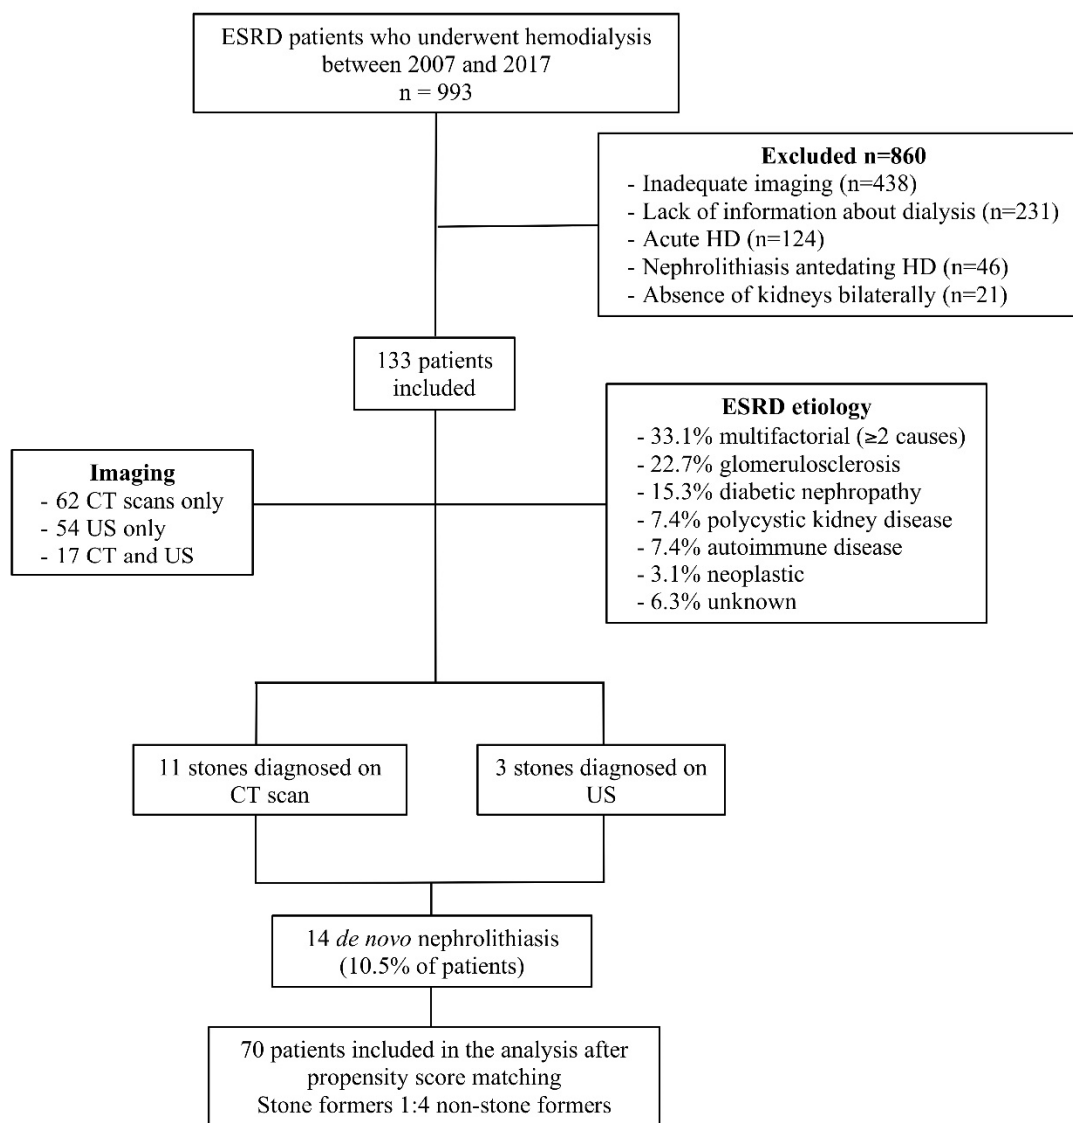 ESRD patients who underwent hemodialysis
between 2007 and 2017
n = 993
Excluded n=860
- Inadequate imaging (n=438)
- Lack of information about dialysis (n=231)
- Acute HD (n=124)
- Nephrolithiasis antedating HD (n=46)
- Absence of kidneys bilaterally (n=21)
133 patients
included
ESRD etiology
- 33.1% multifactorial (≥2 causes)
- 22.7% glomerulosclerosis
- 15.3% diabetic nephropathy
- 7.4% polycystic kidney disease
- 7.4% autoimmune disease
- 3.1% neoplastic
- 6.3% unknown
Imaging
- 62 CT scans only
- 54 US only
- 17 CT and US
11 stones diagnosed on
CT scan
3 stones diagnosed on
US
14 de novo nephrolithiasis
(10.5% of patients)
70 patients included in the analysis after
propensity score matching
Stone formers 1:4 non-stone formers